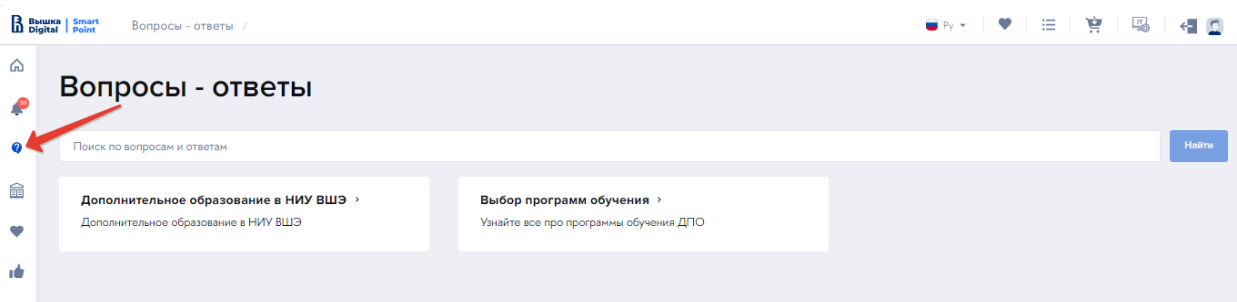 Вышка Digital | Smart Point
Вопросы - ответы /
Ру
IT
Вопросы - ответы
Поиск по вопросам и ответам
Найти
Дополнительное образование в НИУ ВШЭ ›
Дополнительное образование в НИУ ВШЭ
Выбор программ обучения ›
Узнайте все про программы обучения ДПО